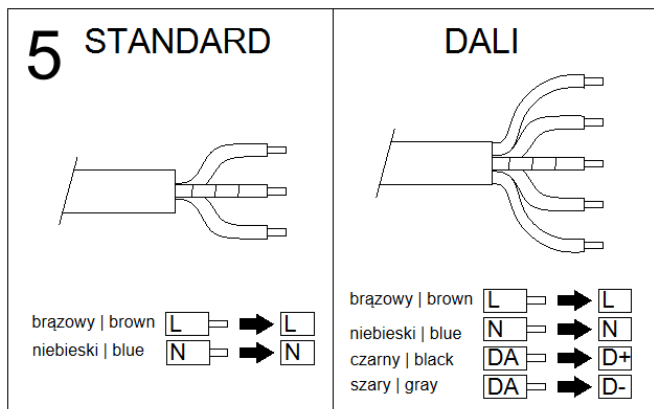 5 STANDARD
brązowy | brown L L
niebieski | blue N N
DALI
brązowy | brown L L
niebieski | blue N N
czarny | black DA D+
szary | gray DA D-